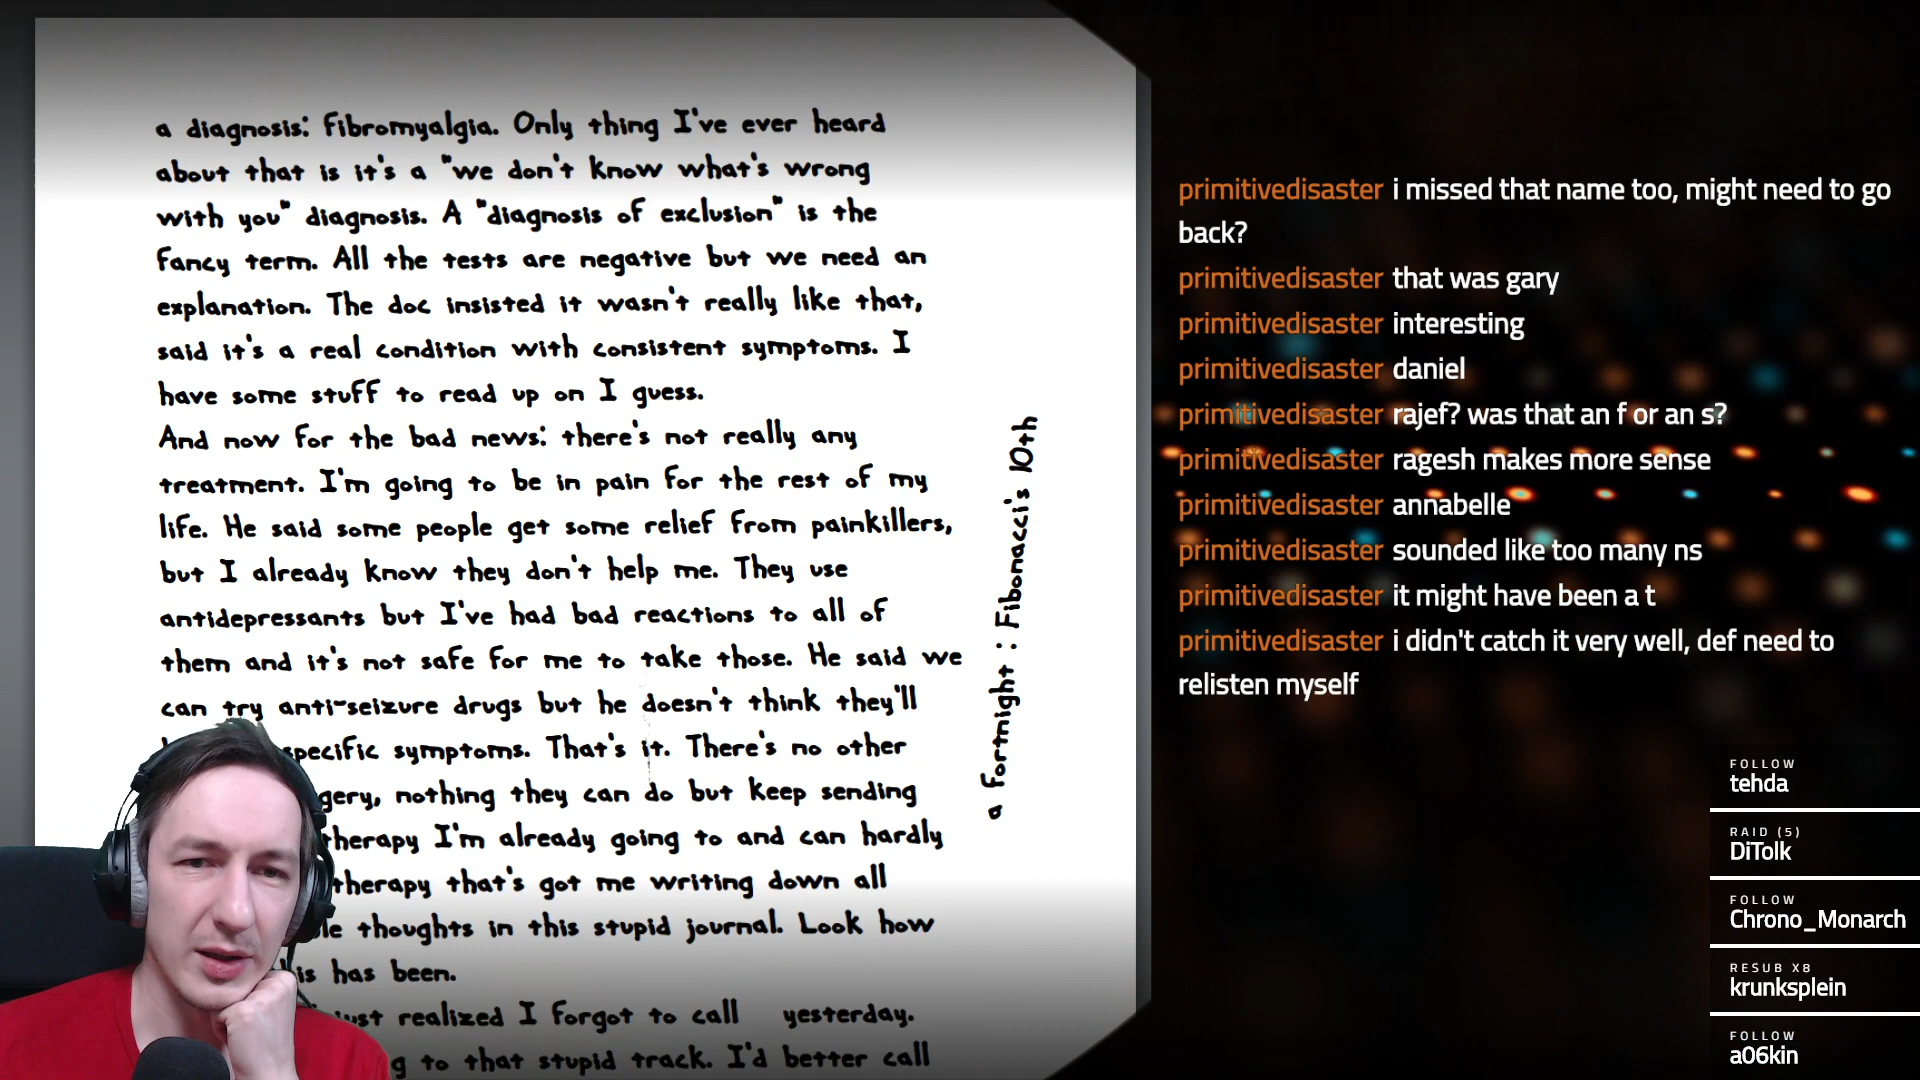 a diagnosis: Fibromyalgia. Only thing I've ever heard
about that is it's a "we don't know what's wrong
with you" diagnosis. A "diagnosis of exclusion" is the
fancy term. All the tests are negative but we need an
explanation. The doc insisted it wasn't really like that,
said it's a real condition with consistent symptoms. I
have some stuff to read up on I guess.
And now for the bad news: there's not really any
treatment. I'm going to be in pain for the rest of my
life. He said some people get some relief from painkillers,
but I already know they don't help me. They use
antidepressants but I've had bad reactions to all of
them and it's not safe for me to take those. He said we
can try anti-seizure drugs but he doesn't think they'll
specific symptoms. That's it. There's no other
nothing they can do but keep sending
therapy I'm already going to and can hardly
therapy that's got me writing down all
thoughts in this stupid journal. Look how
has been.
just realized I forgot to call yesterday.
to that stupid track. I'd better call
a fortnight : Fibonacci's 10th
primitivedisaster i missed that name too, might need to go
back?
primitivedisaster that was gary
primitivedisaster interesting
primitivedisaster daniel
primitivedisaster rajef? was that an f or an s?
primitivedisaster ragesh makes more sense
primitivedisaster annabelle
primitivedisaster sounded like too many ns
primitivedisaster it might have been a t
primitivedisaster i didn't catch it very well, def need to
relisten myself
FOLLOW
tehda
RAID (5)
DiTolk
FOLLOW
Chrono_Monarch
RESUB X8
krunksplein
FOLLOW
a06kin